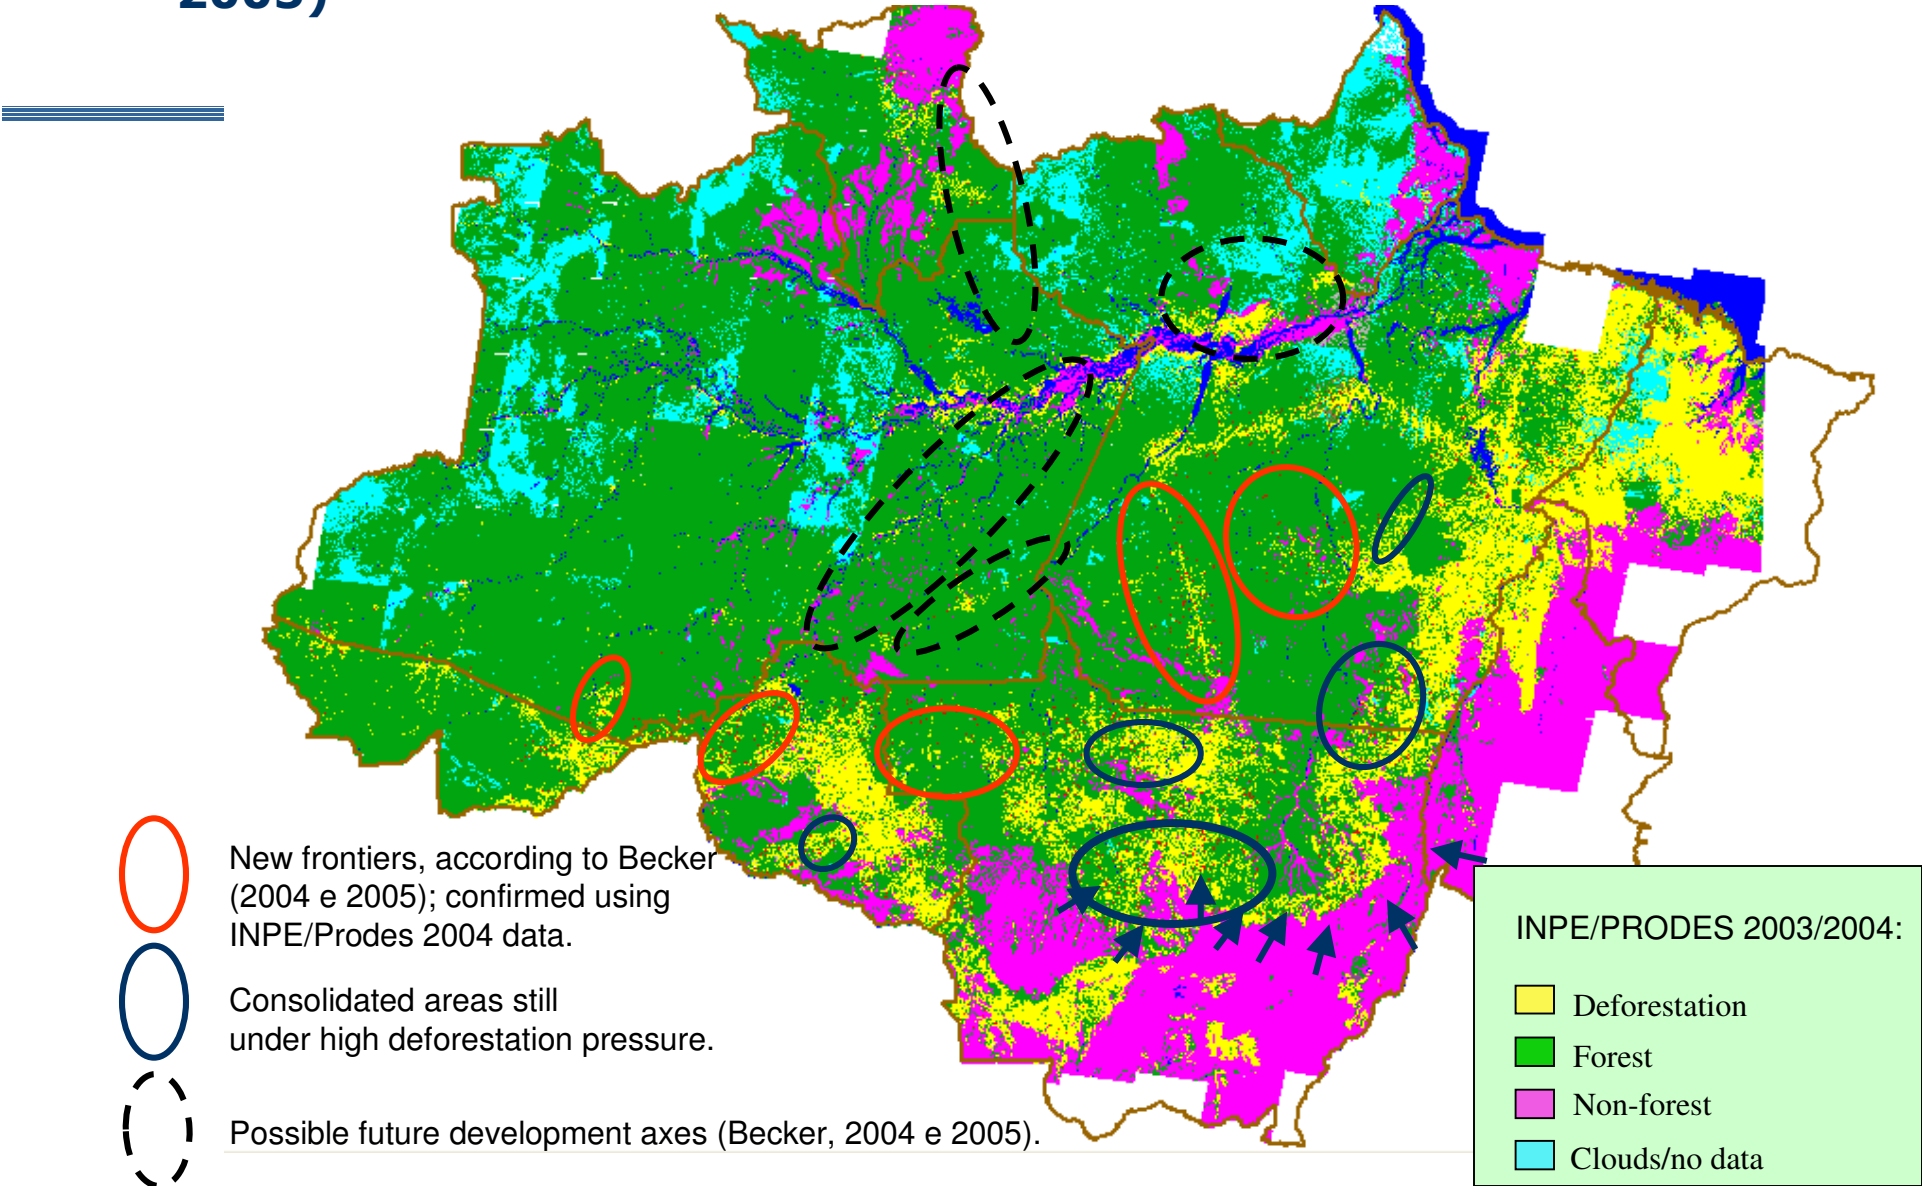 2005)
New frontiers, according to Becker
(2004 e 2005); confirmed using
INPE/Prodes 2004 data.
Consolidated areas still
under high deforestation pressure.
Possible future development axes (Becker, 2004 e 2005).
INPE/PRODES 2003/2004:
Deforestation
Forest
Non-forest
Clouds/no data